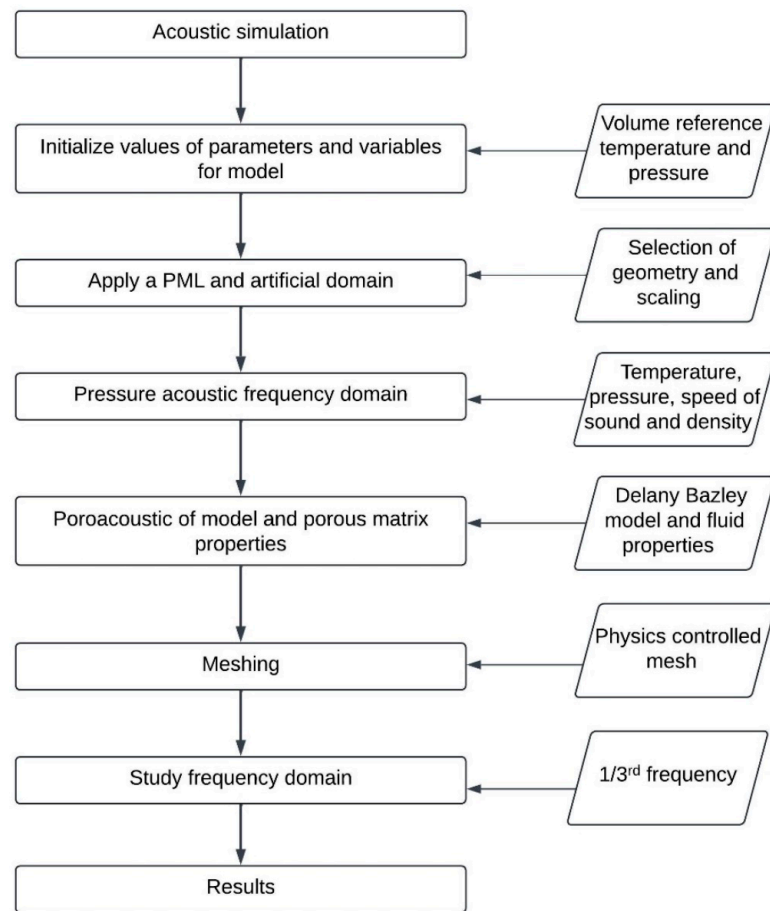 Acoustic simulation
Initialize values of parameters and variables
for model
Volume reference
temperature and
pressure
Apply a PML and artificial domain
Selection of
geometry and
scaling
Pressure acoustic frequency domain
Temperature,
pressure, speed of
sound and density
Poroacoustic of model and porous matrix
properties
Delany Bazley
model and fluid
properties
Meshing
Physics controlled
mesh
Study frequency domain
1/3rd frequency
Results